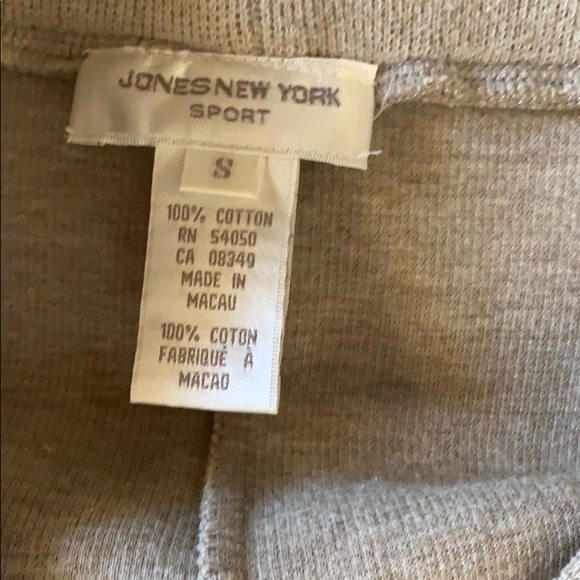 JONES NEW YORK
SPORT
S
100% COTTON
RN 54050
CA 08349
MADE IN
MACAU
100% COTON
FABRIQUÉ À
MACAO